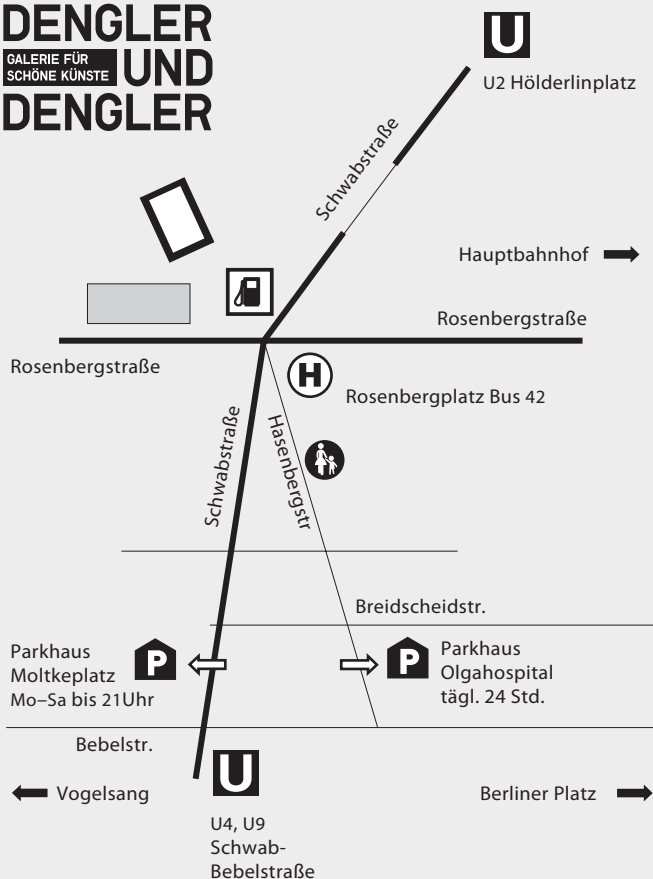 DENGLER
GALERIE FÜR
SCHÖNE KÜNSTE
UND
DENGLER
U
U2 Hölderlinplatz
Schwabstraße
Hauptbahnhof
Rosenbergstraße
Rosenbergstraße
H
Rosenbergplatz Bus 42
Schwabstraße
Hasenbergstr
Breidscheidstr.
Parkhaus
Moltkeplatz
Mo–Sa bis 21Uhr
P
P
Parkhaus
Olgahospital
tägl. 24 Std.
Bebelstr.
Vogelsang
U
Berliner Platz
U4, U9
Schwab-
Bebelstraße